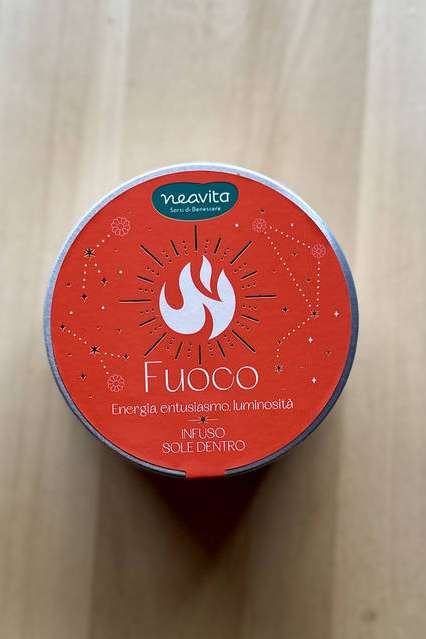 neavita
Sorsi di Benessere
Fuoco
Energia, entusiasmo, luminosità
INFUSO
SOLE DENTRO